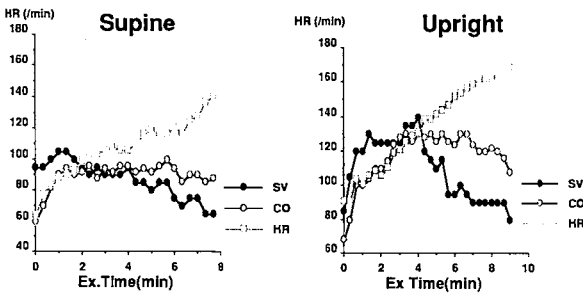 HR (/min)
Supine
180
160
140
120
100
80
60
40
0
2
4
6
8
Ex.Time(min)
SV
CO
HR
HR (/min)
Upright
180
160
140
120
100
80
60
0
2
4
6
8
10
Ex Time(min)
SV
CO
HR